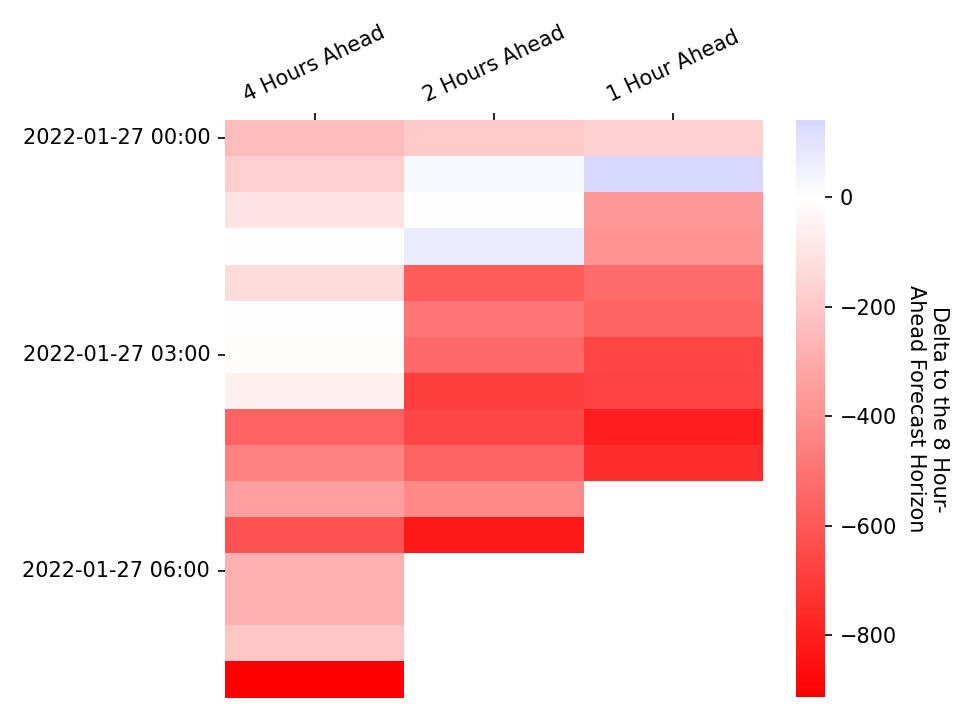 4 Hours Ahead
2 Hours Ahead
1 Hour Ahead
2022-01-27 00:00
2022-01-27 03:00
2022-01-27 06:00
0
−200
−400
−600
−800
Delta to the 8 Hour-
Ahead Forecast Horizon